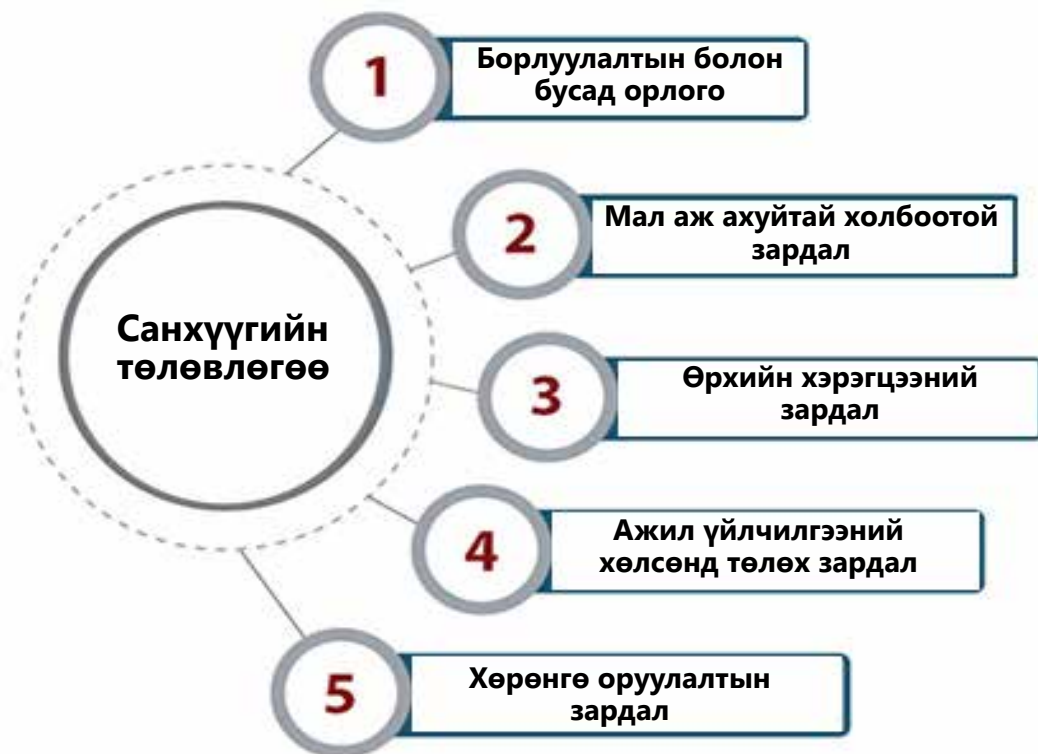 1
Борлуулалтын болон
бусад орлого
2
Мал аж ахуйтай холбоотой
зардал
Санхүүгийн
төлөвлөгөө
3
Өрхийн хэрэгцээний
зардал
4
Ажил үйлчилгээний
хөлсөнд төлөх зардал
5
Хөрөнгө оруулалтын
зардал